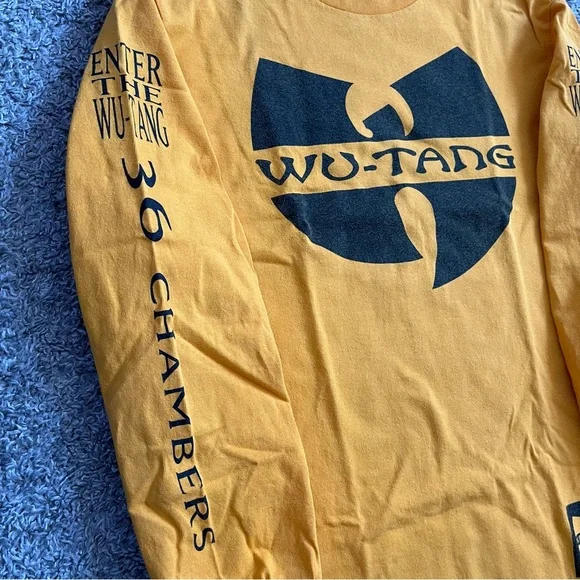 ENTER
THE
WU-TANG
36 CHAMBERS
WU-TANG